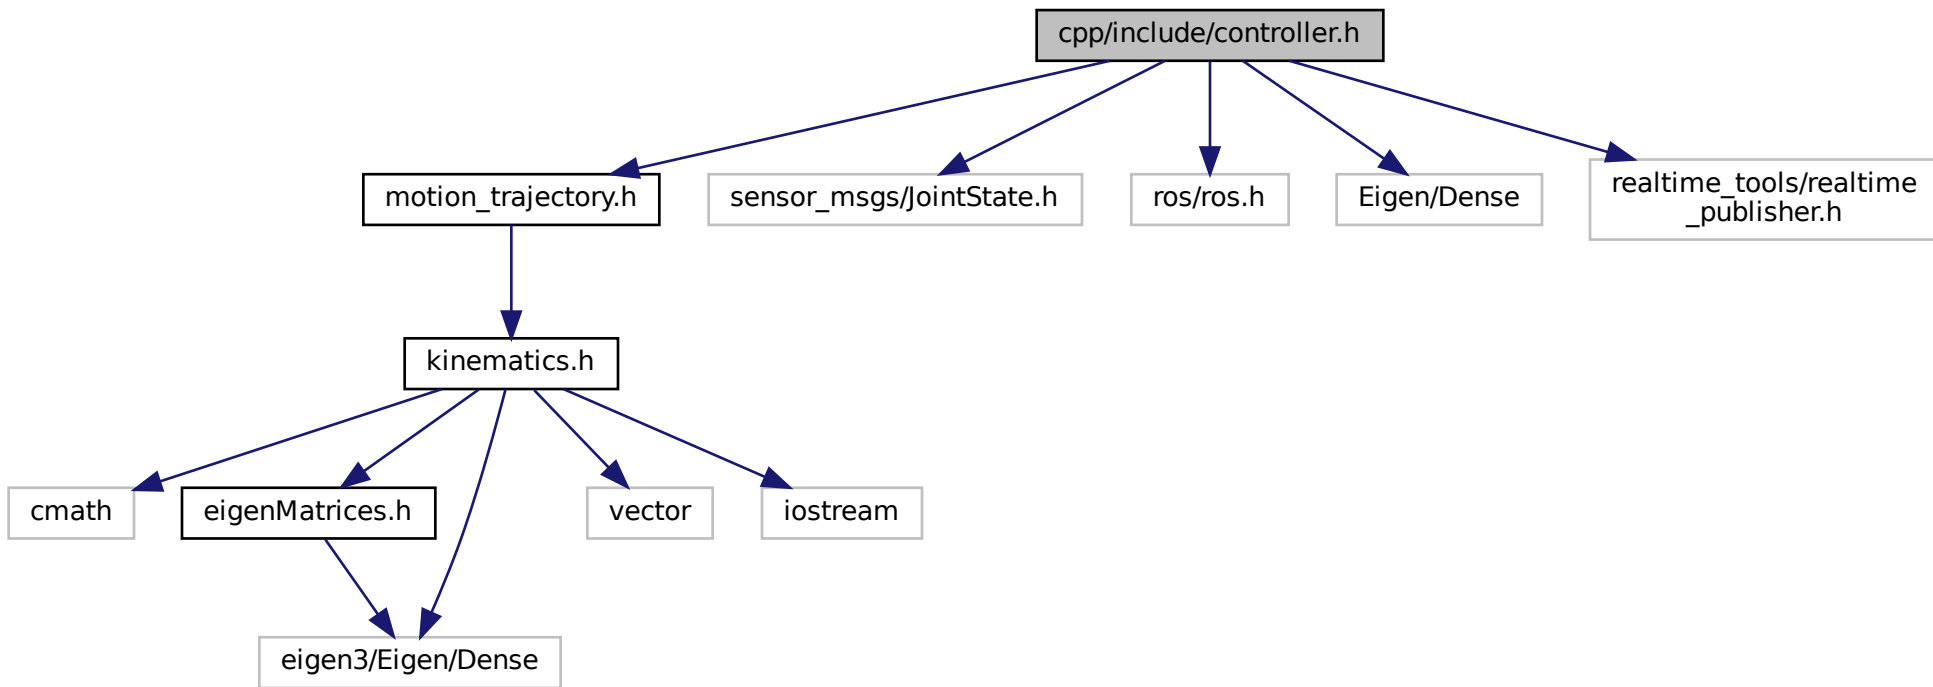 cpp/include/controller.h
motion_trajectory.h
sensor_msgs/JointState.h
ros/ros.h
Eigen/Dense
realtime_tools/realtime
_publisher.h
kinematics.h
cmath
eigenMatrices.h
vector
iostream
eigen3/Eigen/Dense